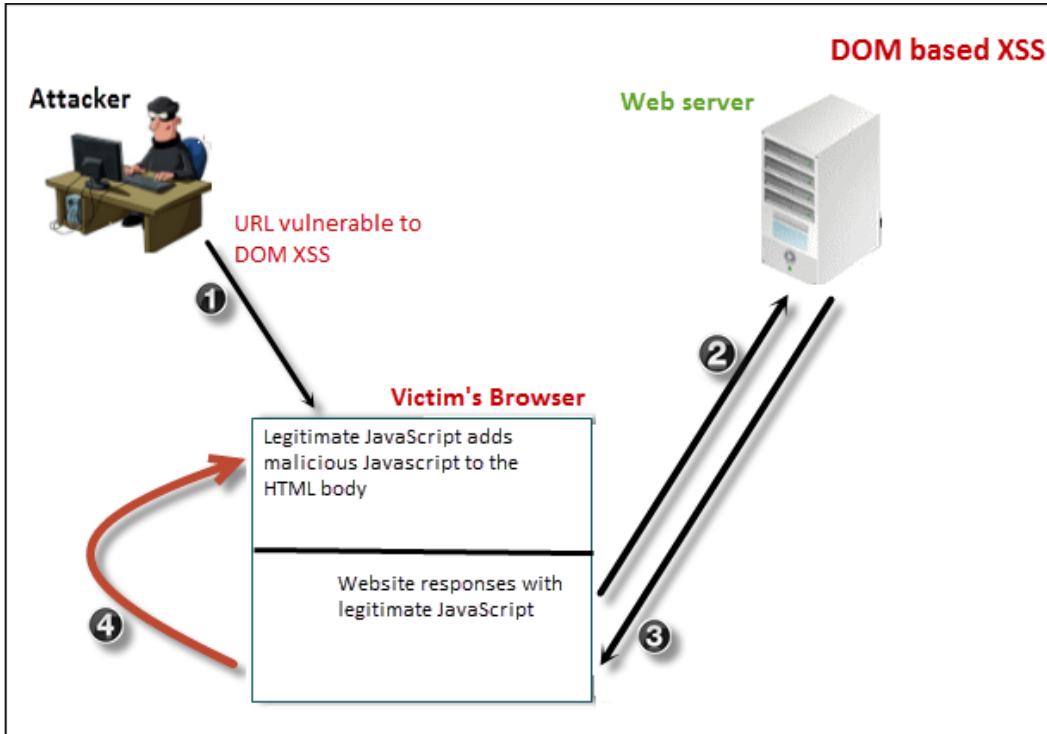 DOM based XSS
Attacker
Web server
URL vulnerable to
DOM XSS
1
2
Victim's Browser
Legitimate JavaScript adds
malicious Javascript to the
HTML body
Website responses with
legitimate JavaScript
3
4